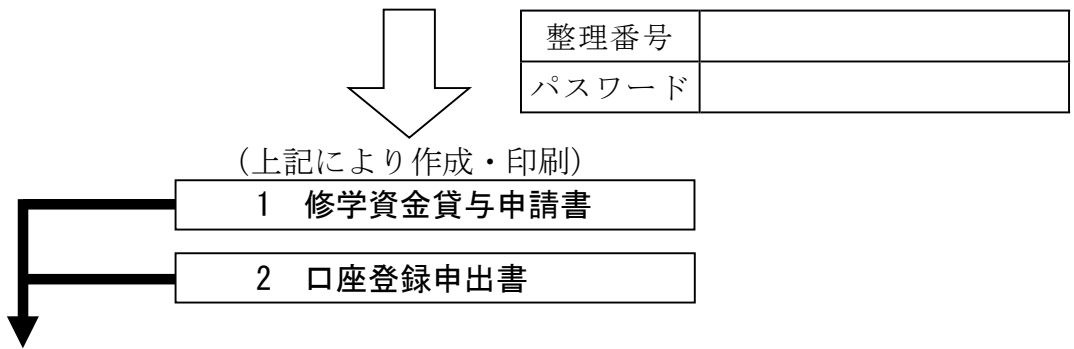 整理番号
パスワード
（上記により作成・印刷）
1 修学資金貸与申請書
2 口座登録申出書